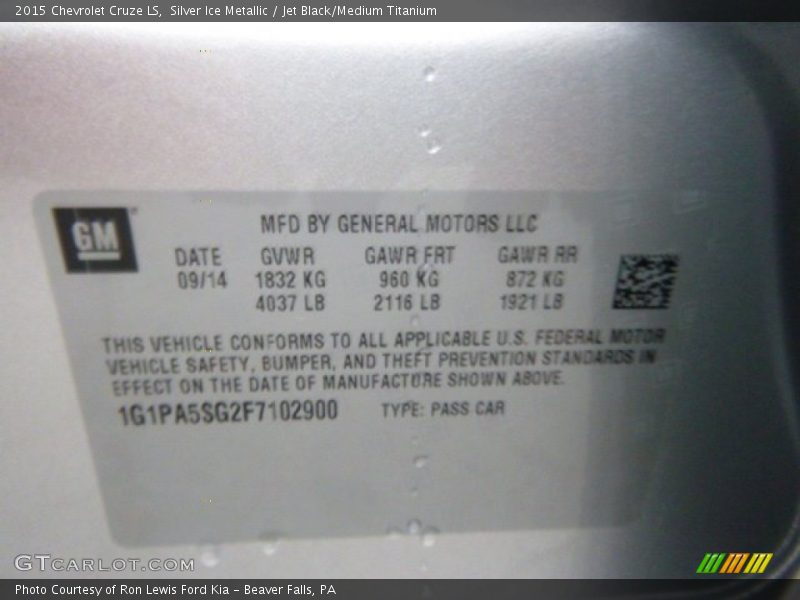 2015 Chevrolet Cruze LS, Silver Ice Metallic / Jet Black/Medium Titanium
GM
MFD BY GENERAL MOTORS LLC
DATE GVWR GAWR FRT GAWR RR
09/14 1832 KG 960 KG 872 KG
4037 LB 2116 LB 1921 LB
THIS VEHICLE CONFORMS TO ALL APPLICABLE U.S. FEDERAL MOTOR
VEHICLE SAFETY, BUMPER, AND THEFT PREVENTION STANDARDS IN
EFFECT ON THE DATE OF MANUFACTURE SHOWN ABOVE.
1G1PA5SG2F7102900 TYPE: PASS CAR
GTCARLOT.COM
Photo Courtesy of Ron Lewis Ford Kia – Beaver Falls, PA